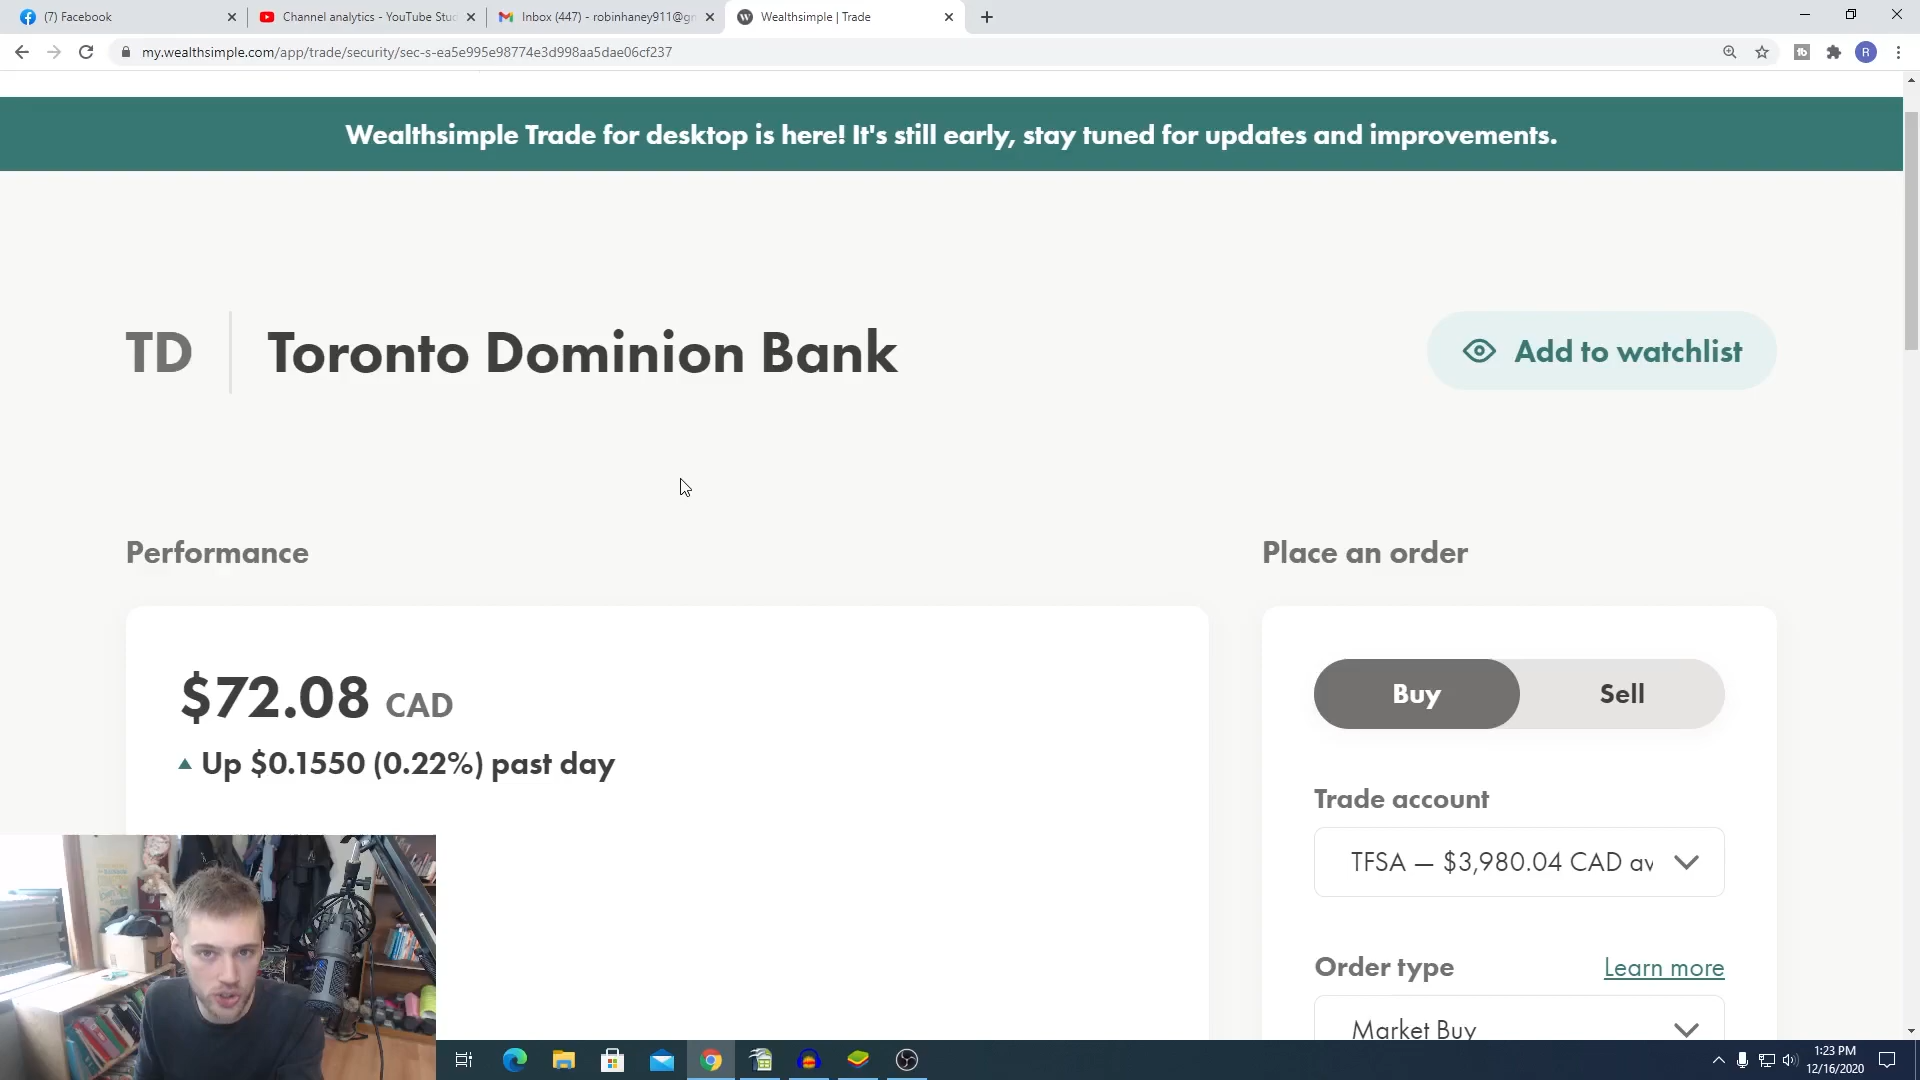 (7) Facebook
Channel analytics - YouTube Stu
Inbox (447) - robinhaney911@gr
Wealthsimple | Trade
my.wealthsimple.com/app/trade/security/sec-s-ea5e995e98774e3d998aa5dae06cf237
R
Wealthsimple Trade for desktop is here! It's still early, stay tuned for updates and improvements.
TD
Toronto Dominion Bank
Add to watchlist
Performance
Place an order
$72.08 CAD
Up $0.1550 (0.22%) past day
Buy
Sell
Trade account
TFSA — $3,980.04 CAD av
Order type
Learn more
Market Buy
1:23 PM
12/16/2020